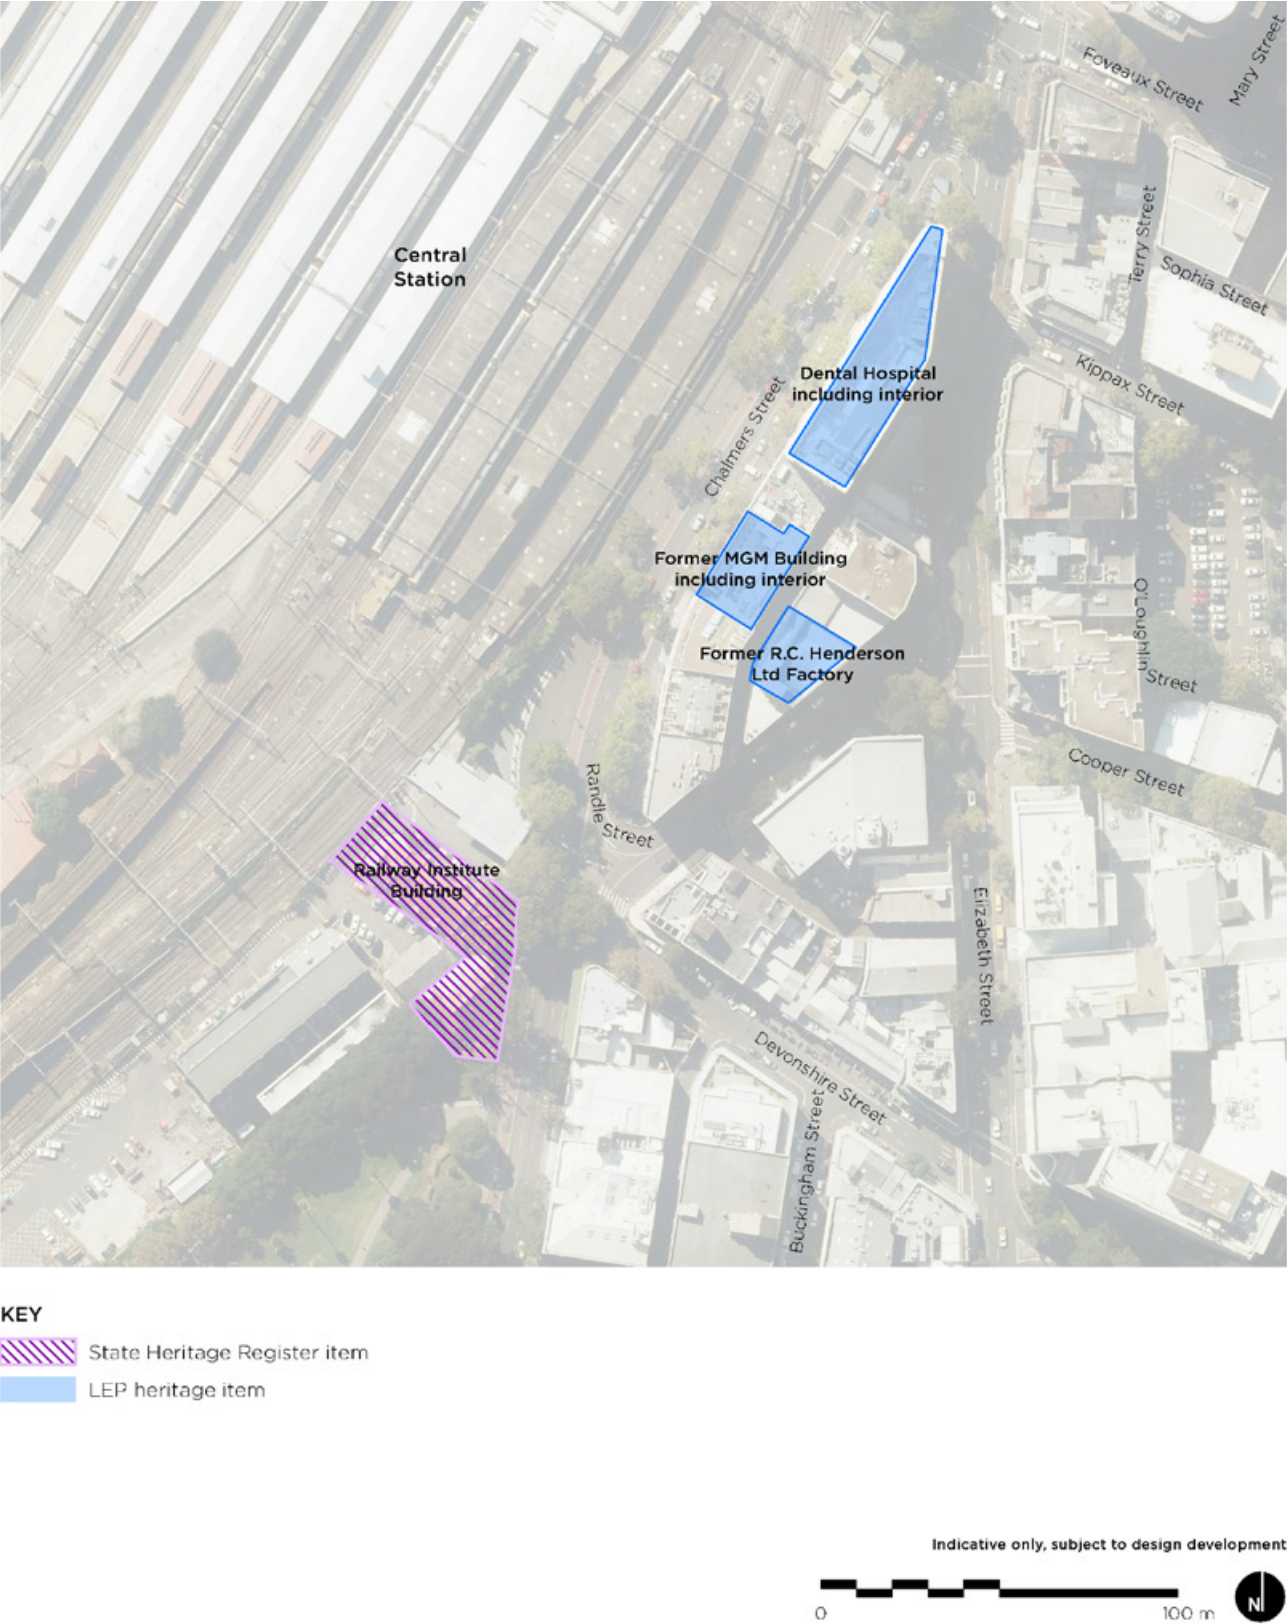 Foveaux Street
Mary Street
Terry Street
Central
Station
Sophia Street
Dental Hospital
including interior
Kippax Street
Chalmers Street
Former MGM Building
including interior
O'Loughlin
Street
Former R.C. Henderson
Ltd Factory
Cooper Street
Randle Street
Railway Institute
Building
Elizabeth Street
Devonshire Street
Buckingham Street
KEY
State Heritage Register item
LEP heritage item
Indicative only, subject to design development
0
100 m
N